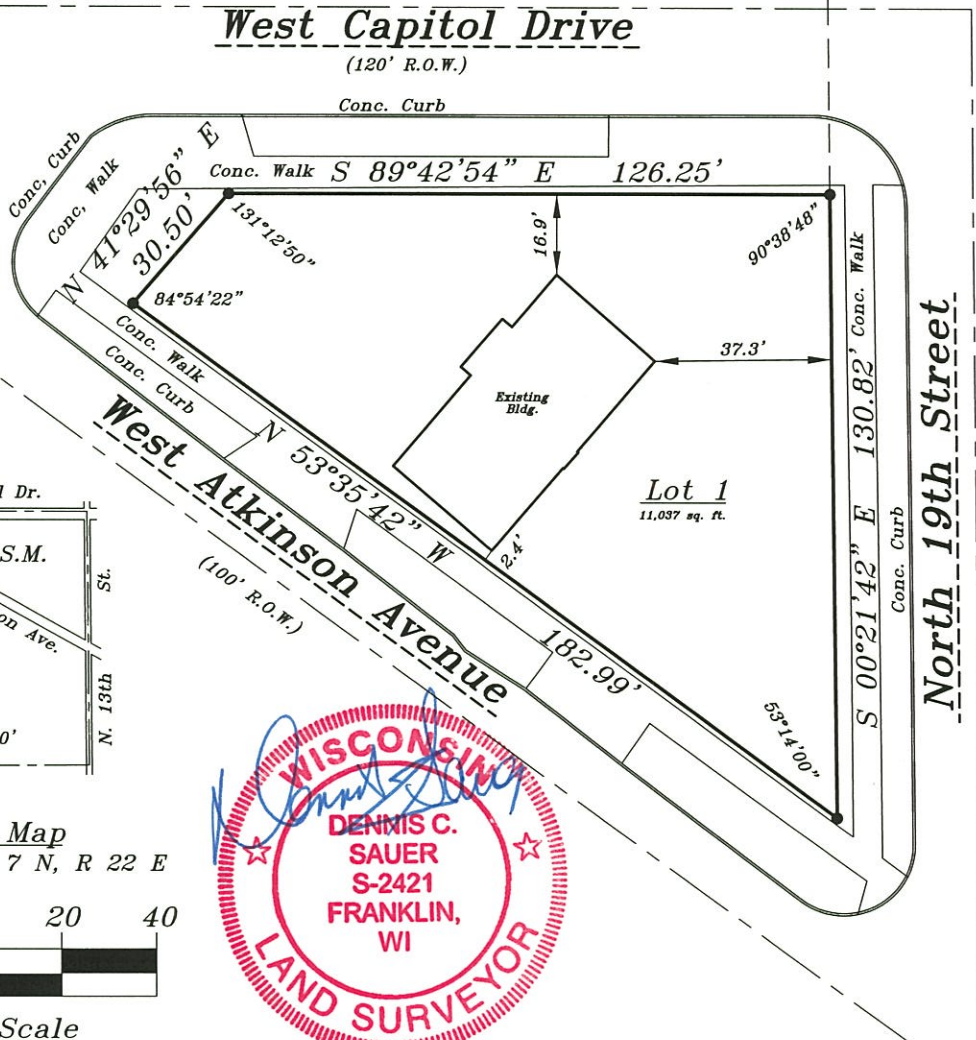 West Capitol Drive
(120' R.O.W.)
Conc. Curb
Conc. Curb
Conc. Walk
N 41°29'56" E
30.50'
Conc. Walk S 89°42'54" E 126.25'
131°12'50"
90°38'48"
84°54'22"
16.9'
37.3'
Existing
Bldg.
Conc. Walk
Conc. Curb
N 53°35'42" W 182.99'
2.4'
West Atkinson Avenue
(100' R.O.W.)
Lot 1
11,037 sq. ft.
53°14'00"
S 00°21'42" E 130.82' Conc. Walk
Conc. Curb
North 19th Street
l Dr.
S.M.
on Ave.
N. 13th St.
0'
Map
7 N, R 22 E
20 40
Scale
WISCONSIN
DENNIS C.
SAUER
S-2421
FRANKLIN,
WI
LAND SURVEYOR